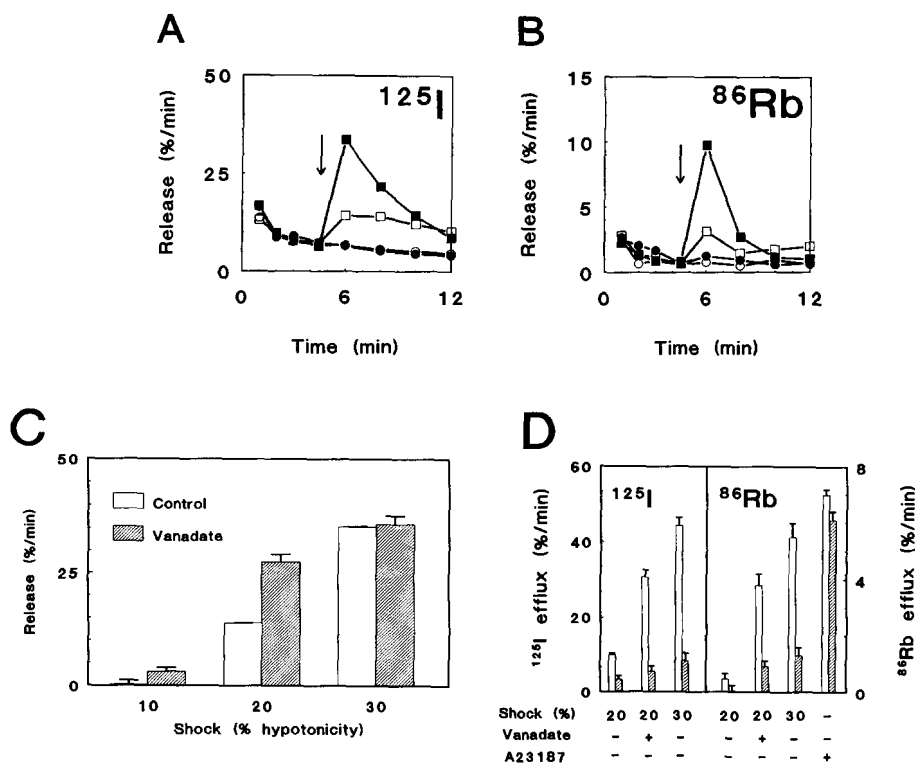 A
B
50
25
0
Release (%/min)
¹²⁵I
0
6
12
Time (min)
15
10
5
0
Release (%/min)
⁸⁶Rb
0
6
12
Time (min)
C
D
50
25
0
Release (%/min)
Control
Vanadate
10
20
30
Shock (% hypotonicity)
60
40
20
0
¹²⁵I efflux (%/min)
¹²⁵I
⁸⁶Rb
8
4
0
⁸⁶Rb efflux (%/min)
Shock (%) 20 20 30 20 20 30 –
Vanadate – + – – + – –
A23187 – – – – – – +